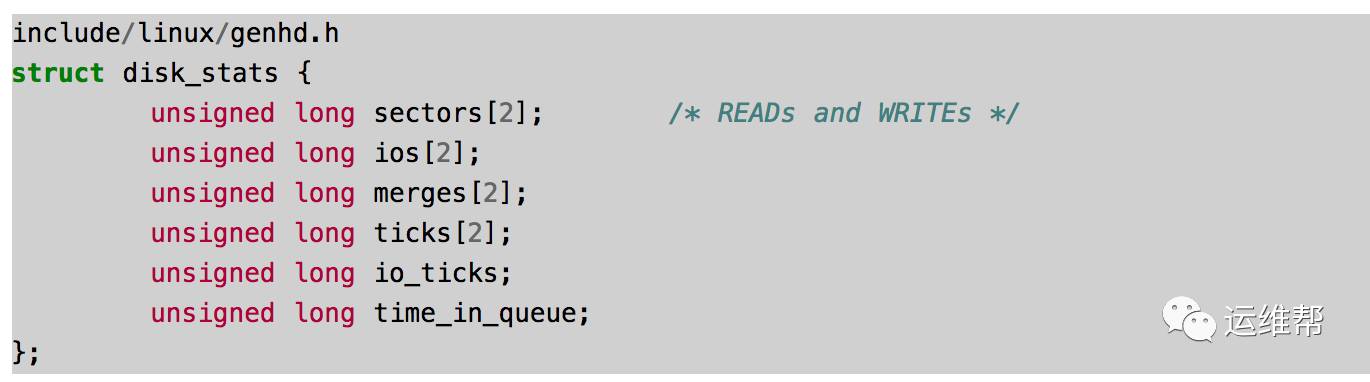 include/linux/genhd.h
struct disk_stats {
        unsigned long sectors[2];        /* READs and WRITEs */
        unsigned long ios[2];
        unsigned long merges[2];
        unsigned long ticks[2];
        unsigned long io_ticks;
        unsigned long time_in_queue;
};
运维帮